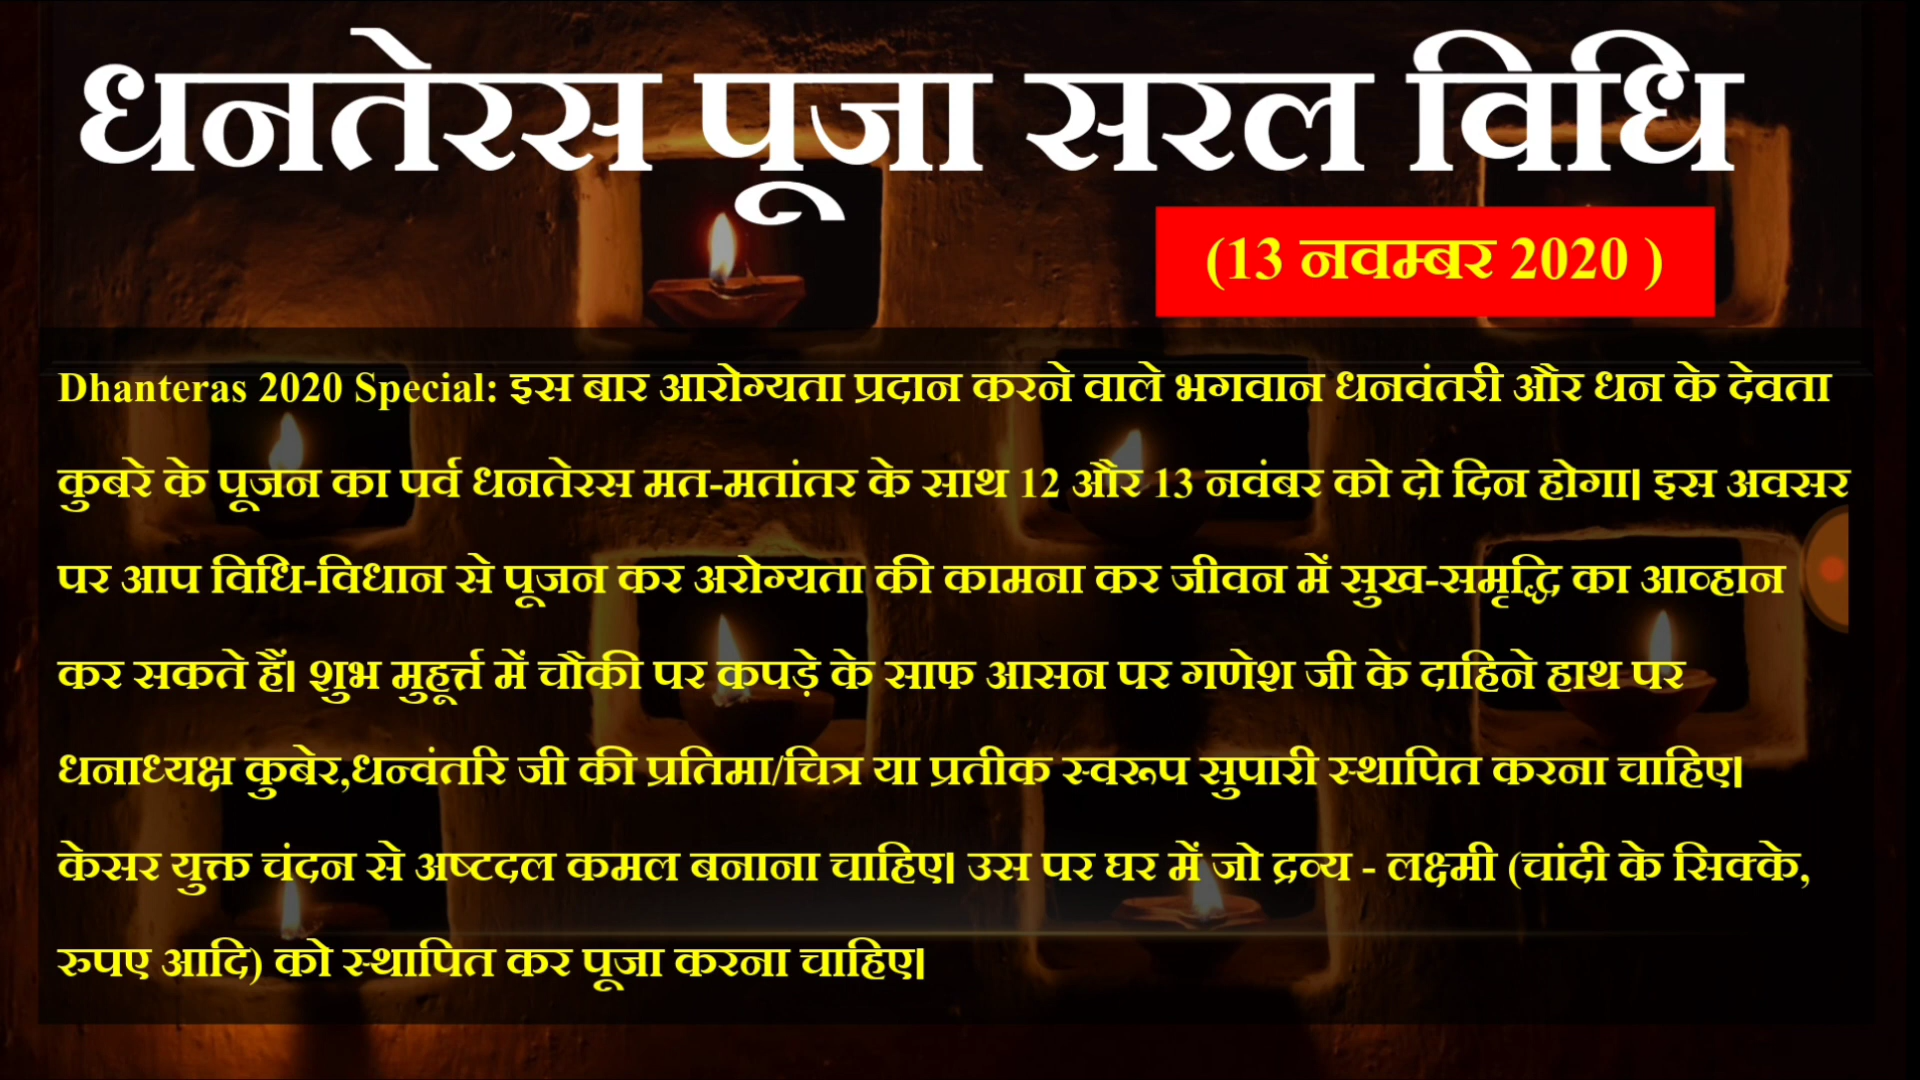 धनतेरस पूजा सरल विधि
(13 नवम्बर 2020 )
Dhanteras 2020 Special: इस बार आरोग्यता प्रदान करने वाले भगवान धनवंतरी और धन के देवता
कुबरे के पूजन का पर्व धनतेरस मत-मतांतर के साथ 12 और 13 नवंबर को दो दिन होगा। इस अवसर
पर आप विधि-विधान से पूजन कर अरोग्यता की कामना कर जीवन में सुख-समृद्धि का आव्हान
कर सकते हैं। शुभ मुहूर्त्त में चौकी पर कपड़े के साफ आसन पर गणेश जी के दाहिने हाथ पर
धनाध्यक्ष कुबेर,धन्वंतरि जी की प्रतिमा/चित्र या प्रतीक स्वरूप सुपारी स्थापित करना चाहिए।
केसर युक्त चंदन से अष्टदल कमल बनाना चाहिए। उस पर घर में जो द्रव्य - लक्ष्मी (चांदी के सिक्के,
रुपए आदि) को स्थापित कर पूजा करना चाहिए।